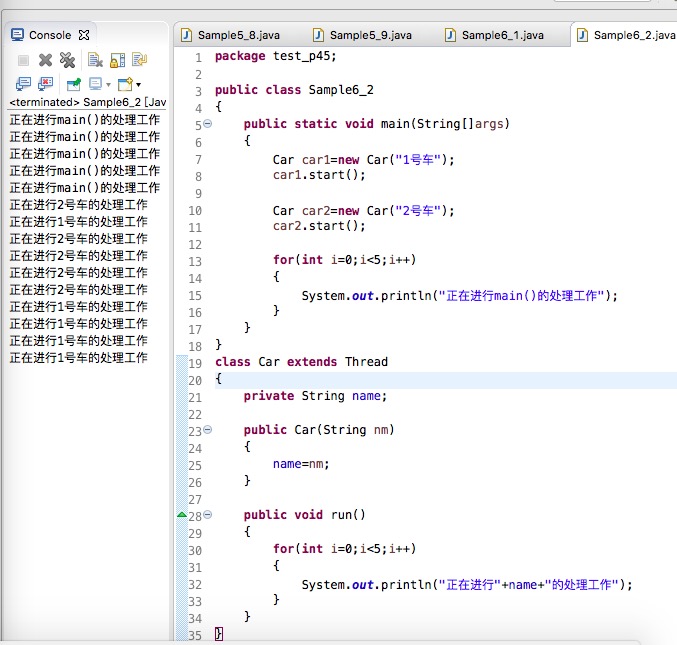 Console
<terminated> Sample6_2 [Jav
正在进行main()的处理工作
正在进行main()的处理工作
正在进行main()的处理工作
正在进行main()的处理工作
正在进行main()的处理工作
正在进行2号车的处理工作
正在进行1号车的处理工作
正在进行2号车的处理工作
正在进行2号车的处理工作
正在进行2号车的处理工作
正在进行2号车的处理工作
正在进行1号车的处理工作
正在进行1号车的处理工作
正在进行1号车的处理工作
正在进行1号车的处理工作
Sample5_8.java Sample5_9.java Sample6_1.java Sample6_2.java
1 package test_p45;
2
3 public class Sample6_2
4 {
5 public static void main(String[]args)
6 {
7 Car car1=new Car("1号车");
8 car1.start();
9
10 Car car2=new Car("2号车");
11 car2.start();
12
13 for(int i=0;i<5;i++)
14 {
15 System.out.println("正在进行main()的处理工作");
16 }
17 }
18 }
19 class Car extends Thread
20 {
21 private String name;
22
23 public Car(String nm)
24 {
25 name=nm;
26 }
27
28 public void run()
29 {
30 for(int i=0;i<5;i++)
31 {
32 System.out.println("正在进行"+name+"的处理工作");
33 }
34 }
35 }